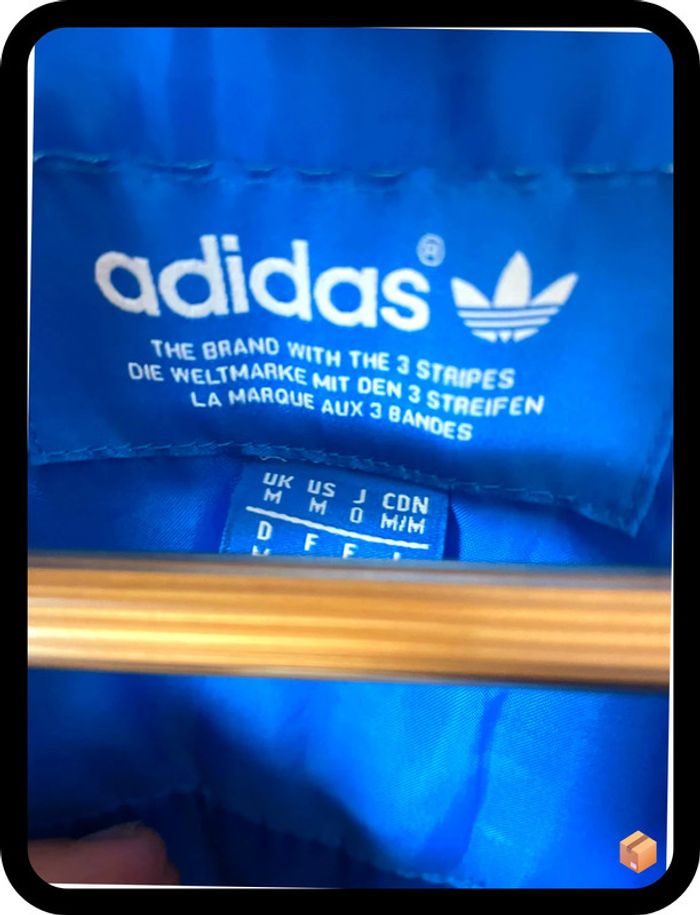 adidas®
THE BRAND WITH THE 3 STRIPES
DIE WELTMARKE MIT DEN 3 STREIFEN
LA MARQUE AUX 3 BANDES
UK US J CDN
M M O M/M
D F E